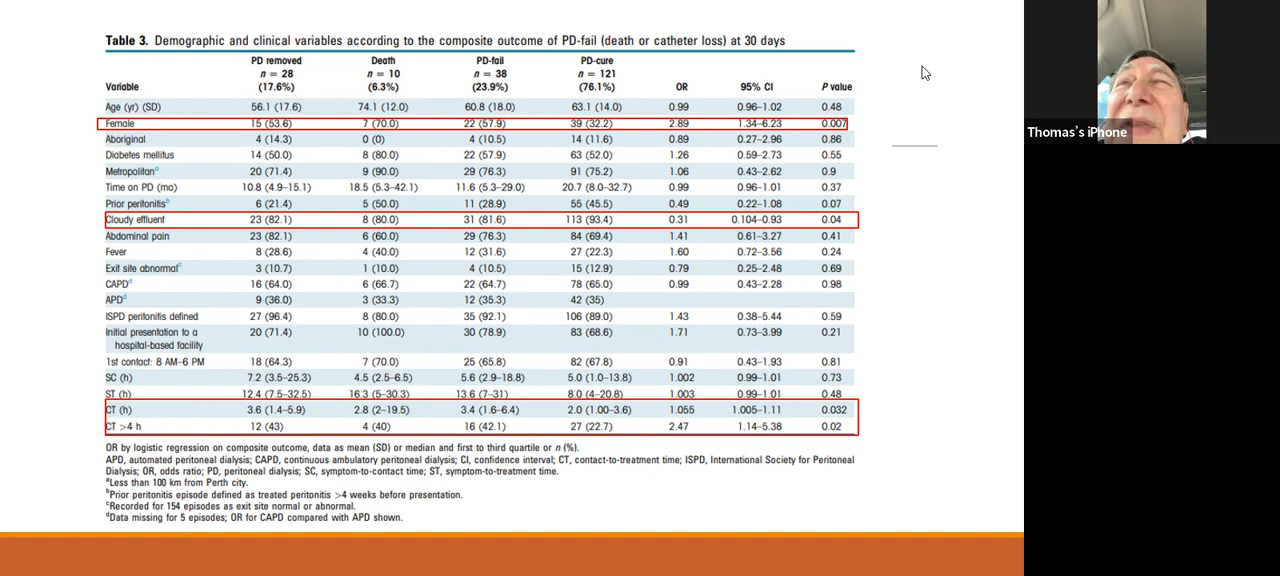 Table 3. Demographic and clinical variables according to the composite outcome of PD-fail (death or catheter loss) at 30 days
PD removed Death PD-fail PD-cure
n = 28 n = 10 n = 38 n = 121
Variable (17.6%) (6.3%) (23.9%) (76.1%) OR 95% CI P value
Age (yr) (SD) 56.1 (17.6) 74.1 (12.0) 60.8 (18.0) 63.1 (14.0) 0.99 0.96–1.02 0.48
Female 15 (53.6) 7 (70.0) 22 (57.9) 39 (32.2) 2.89 1.34–6.23 0.007
Aboriginal 4 (14.3) 0 (0) 4 (10.5) 14 (11.6) 0.89 0.27–2.96 0.86
Diabetes mellitus 14 (50.0) 8 (80.0) 22 (57.9) 63 (52.0) 1.26 0.59–2.73 0.55
Metropolitanᵃ 20 (71.4) 9 (90.0) 29 (76.3) 91 (75.2) 1.06 0.43–2.62 0.9
Time on PD (mo) 10.8 (4.9–15.1) 18.5 (5.3–42.1) 11.6 (5.3–29.0) 20.7 (8.0–32.7) 0.99 0.96–1.01 0.37
Prior peritonitisᵇ 6 (21.4) 5 (50.0) 11 (28.9) 55 (45.5) 0.49 0.22–1.08 0.07
Cloudy effluent 23 (82.1) 8 (80.0) 31 (81.6) 113 (93.4) 0.31 0.104–0.93 0.04
Abdominal pain 23 (82.1) 6 (60.0) 29 (76.3) 84 (69.4) 1.41 0.61–3.27 0.41
Fever 8 (28.6) 4 (40.0) 12 (31.6) 27 (22.3) 1.60 0.72–3.56 0.24
Exit site abnormalᶜ 3 (10.7) 1 (10.0) 4 (10.5) 15 (12.9) 0.79 0.25–2.48 0.69
CAPDᵈ 16 (64.0) 6 (66.7) 22 (64.7) 78 (65.0) 0.99 0.43–2.28 0.98
APDᵈ 9 (36.0) 3 (33.3) 12 (35.3) 42 (35)
ISPD peritonitis defined 27 (96.4) 8 (80.0) 35 (92.1) 106 (89.0) 1.43 0.38–5.44 0.59
Initial presentation to a 20 (71.4) 10 (100.0) 30 (78.9) 83 (68.6) 1.71 0.73–3.99 0.21
hospital-based facility
1st contact: 8 AM–6 PM 18 (64.3) 7 (70.0) 25 (65.8) 82 (67.8) 0.91 0.43–1.93 0.81
SC (h) 7.2 (3.5–25.3) 4.5 (2.5–6.5) 5.6 (2.9–18.8) 5.0 (1.0–13.8) 1.002 0.99–1.01 0.73
ST (h) 12.4 (7.5–32.5) 16.3 (5–30.3) 13.6 (7–31) 8.0 (4–20.8) 1.003 0.99–1.01 0.48
CT (h) 3.6 (1.4–5.9) 2.8 (2–19.5) 3.4 (1.6–6.4) 2.0 (1.00–3.6) 1.055 1.005–1.11 0.032
CT >4 h 12 (43) 4 (40) 16 (42.1) 27 (22.7) 2.47 1.14–5.38 0.02
OR by logistic regression on composite outcome, data as mean (SD) or median and first to third quartile or n (%).
APD, automated peritoneal dialysis; CAPD, continuous ambulatory peritoneal dialysis; CI, confidence interval; CT, contact-to-treatment time; ISPD, International Society for Peritoneal
Dialysis; OR, odds ratio; PD, peritoneal dialysis; SC, symptom-to-contact time; ST, symptom-to-treatment time.
ᵃLess than 100 km from Perth city.
ᵇPrior peritonitis episode defined as treated peritonitis >4 weeks before presentation.
ᶜRecorded for 154 episodes as exit site normal or abnormal.
ᵈData missing for 5 episodes; OR for CAPD compared with APD shown.
Thomas's iPhone